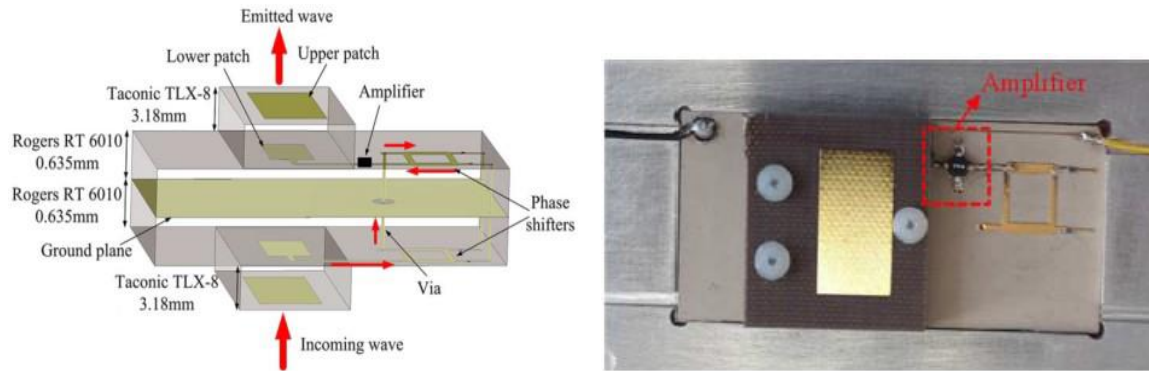 Emitted wave
Lower patch
Upper patch
Taconic TLX-8
3.18mm
Amplifier
Rogers RT 6010
0.635mm
Rogers RT 6010
0.635mm
Phase
shifters
Ground plane
Taconic TLX-8
3.18mm
Via
Incoming wave
Amplifier